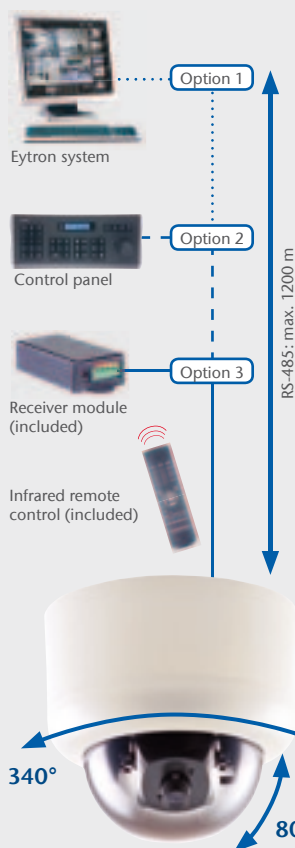 Option 1
Eytron system
Option 2
Control panel
Option 3
Receiver module
(included)
Infrared remote
control (included)
RS-485: max. 1200 m
340°
80